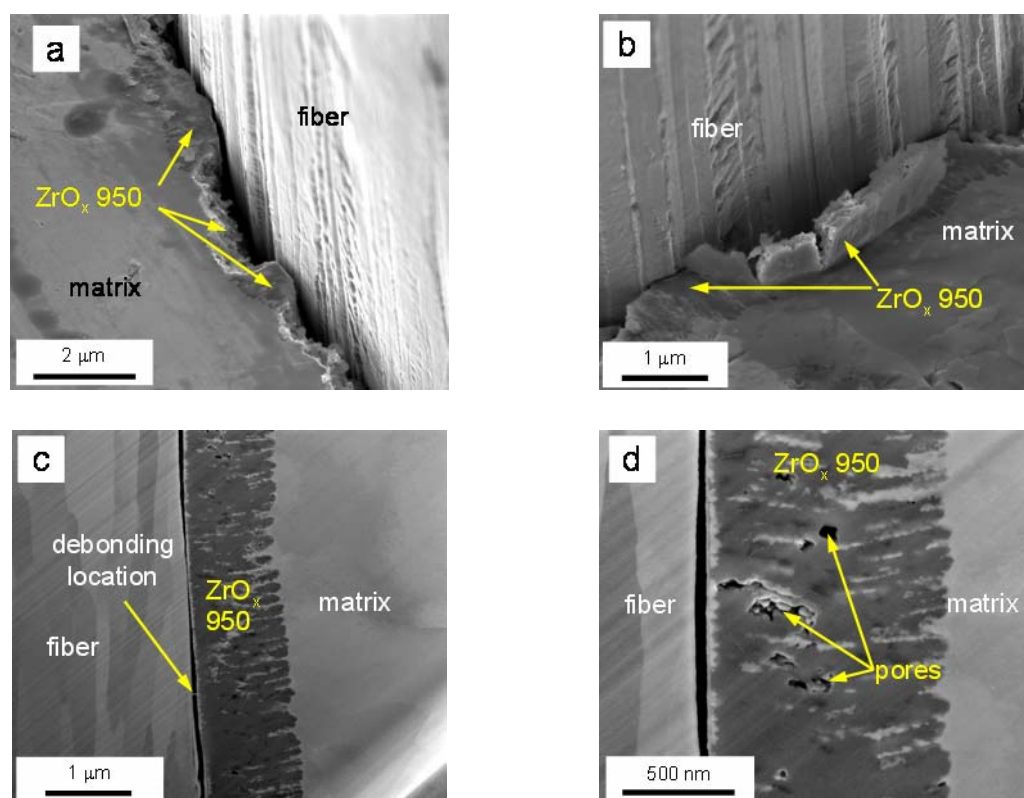 a
fiber
ZrOₓ 950
matrix
2 μm
b
fiber
matrix
ZrOₓ 950
1 μm
c
debonding
location
ZrOₓ
950
matrix
fiber
1 μm
d
ZrOₓ 950
fiber
matrix
pores
500 nm